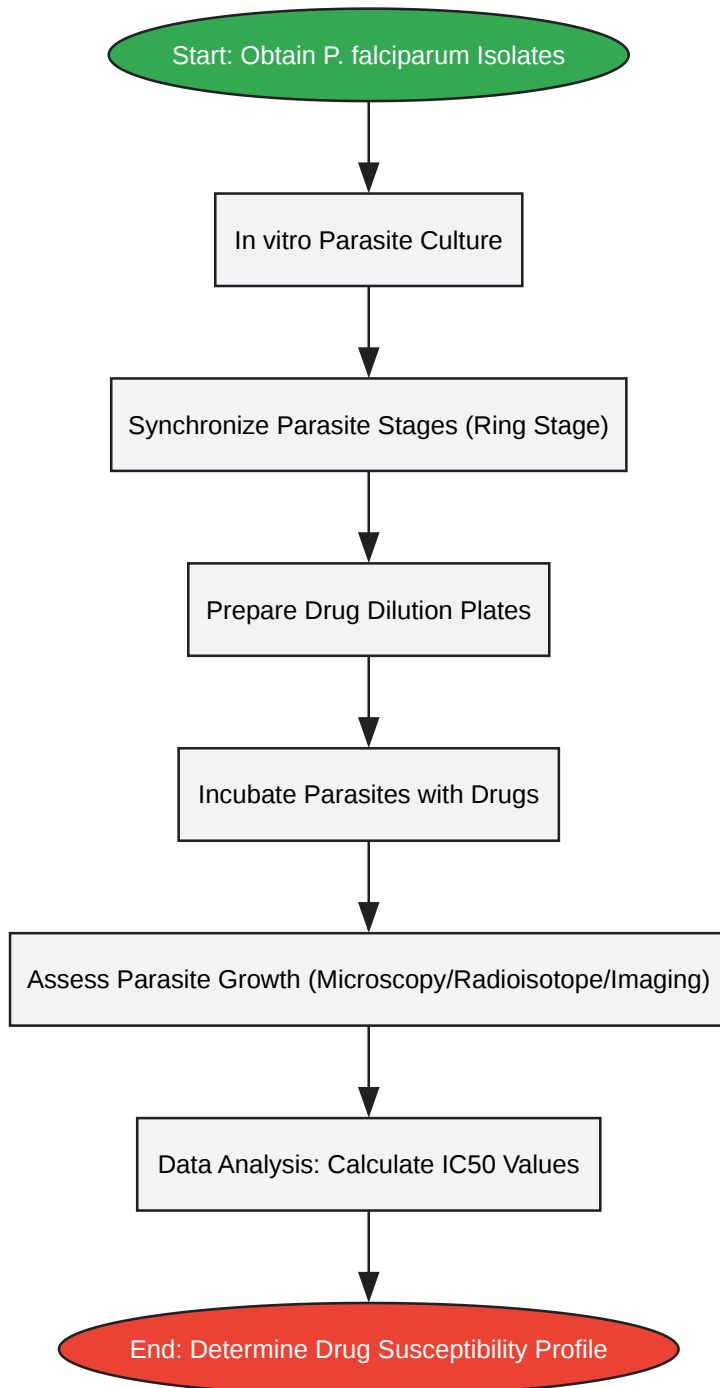 Start: Obtain P. falciparum Isolates
In vitro Parasite Culture
Synchronize Parasite Stages (Ring Stage)
Prepare Drug Dilution Plates
Incubate Parasites with Drugs
Assess Parasite Growth (Microscopy/Radioisotope/Imaging)
Data Analysis: Calculate IC50 Values
End: Determine Drug Susceptibility Profile